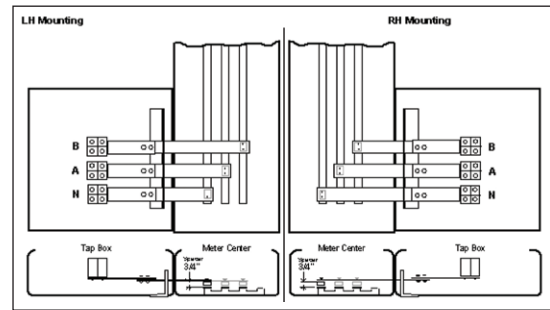 LH Mounting
RH Mounting
B
A
N
B
A
N
Tap Box
Meter Center
Meter Center
Tap Box
Spacer
3/4"
Spacer
3/4"